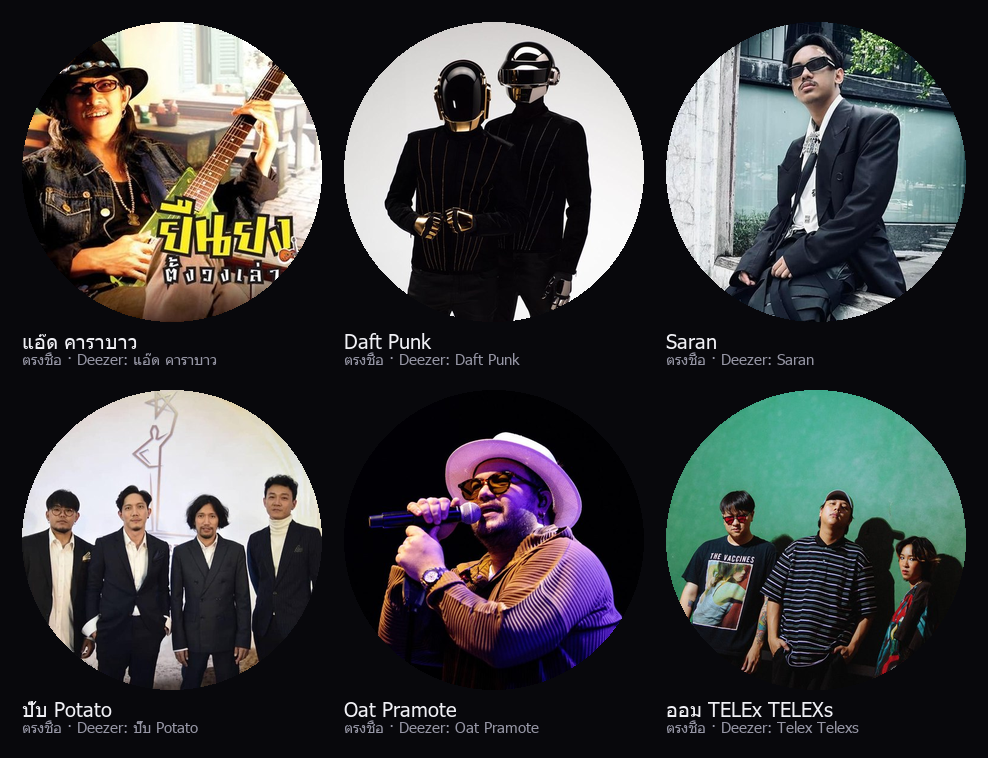 ยืนยง
ตั้งวงเล่า
แอ๊ด คาราบาว
ตรงชื่อ · Deezer: แอ๊ด คาราบาว
Daft Punk
ตรงชื่อ · Deezer: Daft Punk
Saran
ตรงชื่อ · Deezer: Saran
THE VACCINES
ปั๊บ Potato
ตรงชื่อ · Deezer: ปั๊บ Potato
Oat Pramote
ตรงชื่อ · Deezer: Oat Pramote
ออม TELEx TELEXs
ตรงชื่อ · Deezer: Telex Telexs